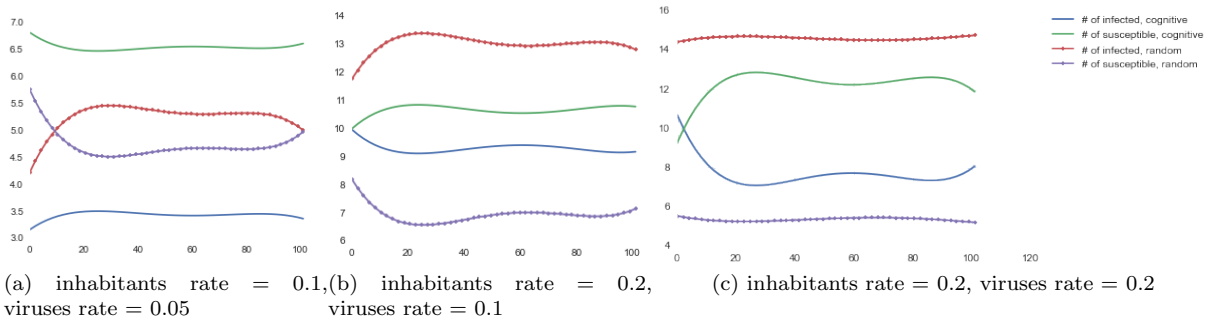 7.0
6.5
6.0
5.5
5.0
4.5
4.0
3.5
3.0
0 20 40 60 80 100
14
13
12
11
10
9
8
7
6
0 20 40 60 80 100
16
14
12
10
8
6
4
0 20 40 60 80 100 120
# of infected, cognitive
# of susceptible, cognitive
# of infected, random
# of susceptible, random
(a) inhabitants rate = 0.1,
viruses rate = 0.05
(b) inhabitants rate = 0.2,
viruses rate = 0.1
(c) inhabitants rate = 0.2, viruses rate = 0.2